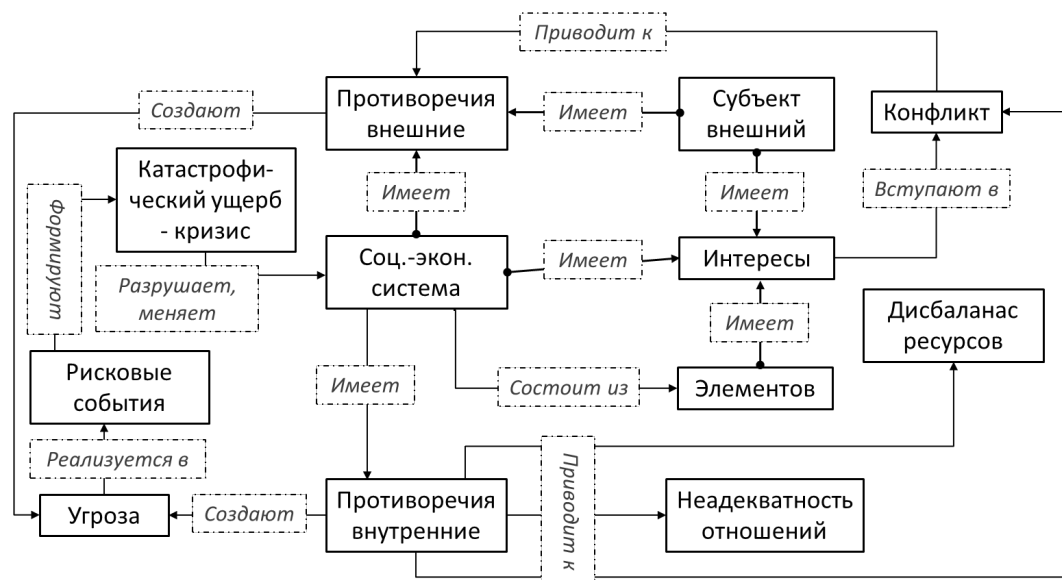 Приводит к
Противоречия
внешние
Имеет
Субъект
внешний
Конфликт
Создают
Катастрофи-
ческий ущерб
- кризис
Имеет
Имеет
Вступают в
формируют
Соц.-экон.
система
Имеет
Интересы
Разрушает,
меняет
Имеет
Дисбаланас
ресурсов
Рисковые
события
Имеет
Состоит из
Элементов
Реализуется в
Приводит к
Угроза
Создают
Противоречия
внутренние
Неадекватность
отношений